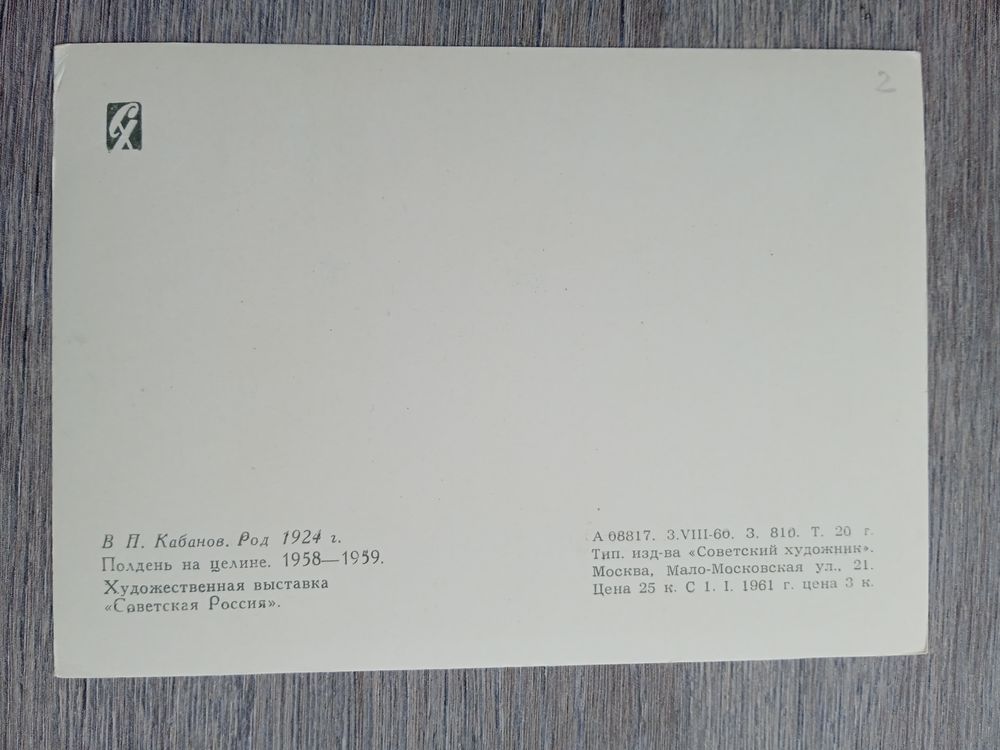 СХ
2
В. П. Кабанов. Род 1924 г.
Полдень на целине. 1958—1959.
Художественная выставка
«Советская Россия».
А 08817. 3.VIII-60. З. 810. Т. 20 г.
Тип. изд-ва «Советский художник».
Москва, Мало-Московская ул., 21.
Цена 25 к. С 1. I. 1961 г. цена 3 к.